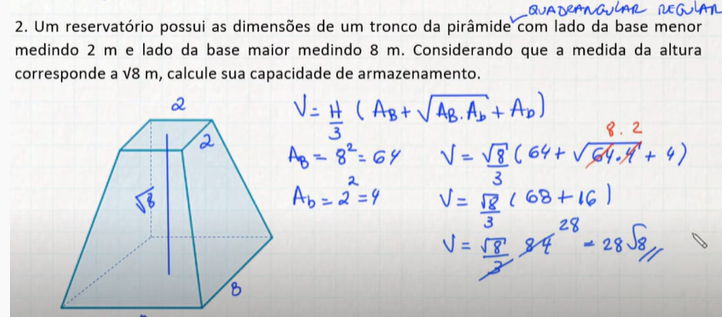 QUADRANGULAR REGULAR
2. Um reservatório possui as dimensões de um tronco da pirâmide com lado da base menor
medindo 2 m e lado da base maior medindo 8 m. Considerando que a medida da altura
corresponde a √8 m, calcule sua capacidade de armazenamento.
2
2
√8
8
V = H/3 (AB + √AB.Ab + Ab)
AB = 8² = 64
Ab = 2² = 4
8.2
V = √8/3 (64 + √64.4 + 4)
V = √8/3 (68 + 16)
28
V = √8/3 84 = 28√8